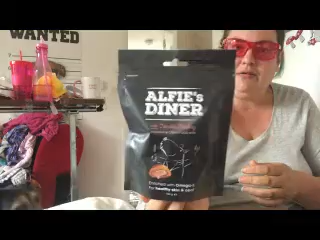 WANTED
ALFIE's
DINER
Enriched with Omega 3
For healthy skin & coat